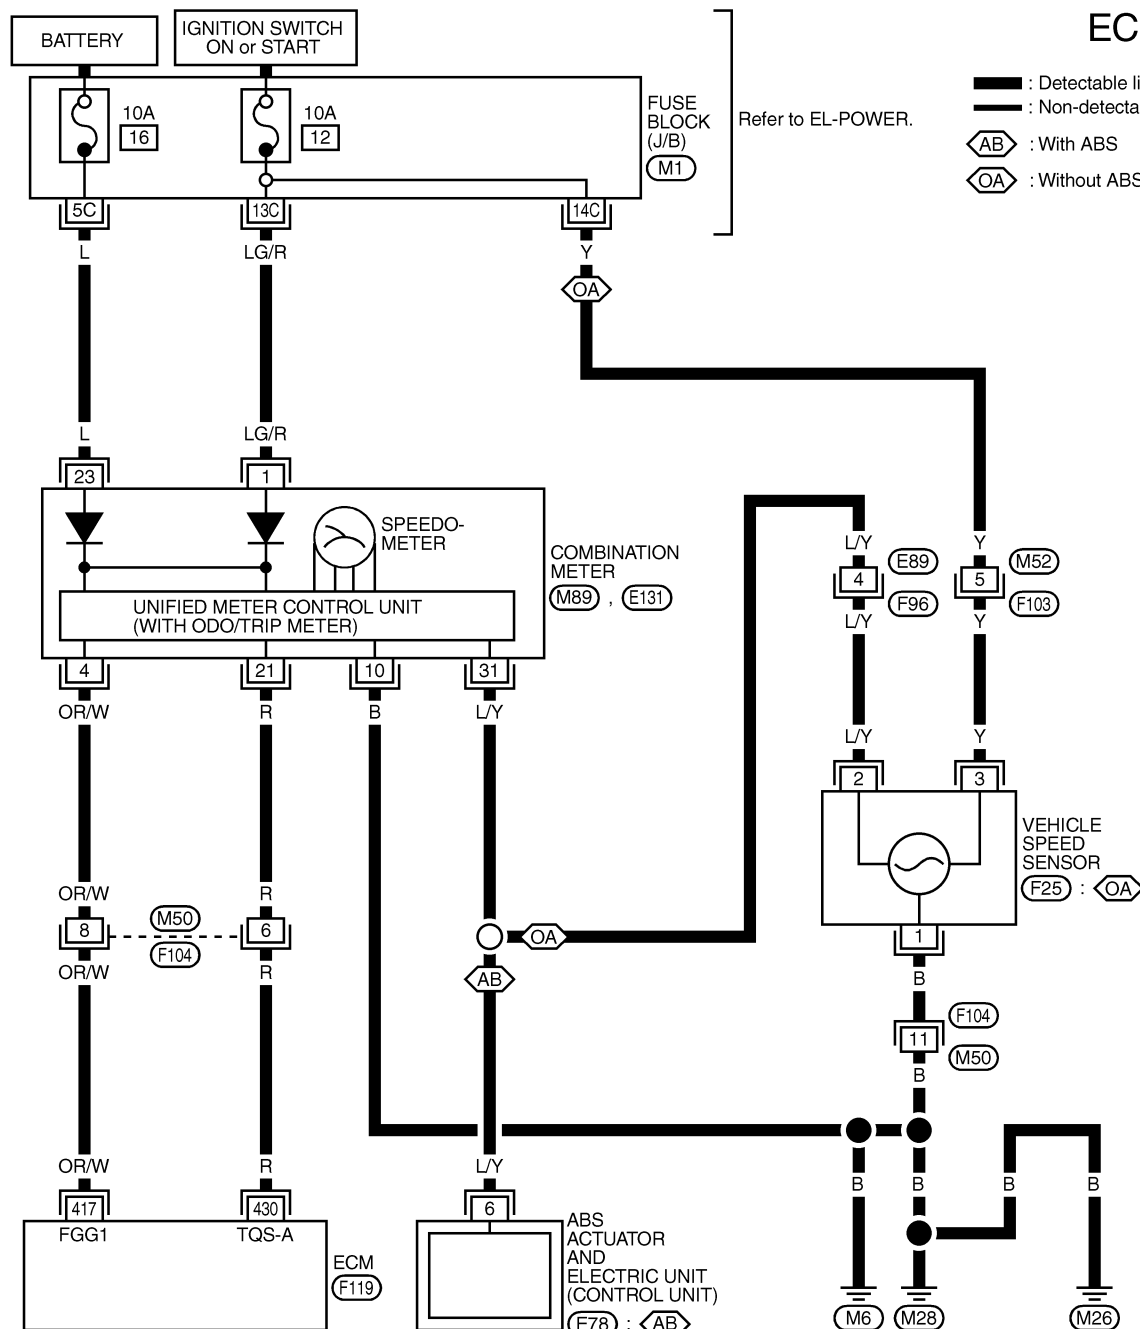 EC
BATTERY
IGNITION SWITCH
ON or START
: Detectable li
: Non-detecta
AB : With ABS
OA : Without ABS
10A
16
10A
12
FUSE
BLOCK
(J/B)
M1
Refer to EL-POWER.
5C
13C
14C
L
LG/R
Y
OA
L
LG/R
23
1
SPEEDO-
METER
COMBINATION
METER
M89 , E131
UNIFIED METER CONTROL UNIT
(WITH ODO/TRIP METER)
L/Y
Y
4
E89
5
M52
F96
F103
L/Y
Y
4
21
10
31
OR/W
R
B
L/Y
L/Y
Y
2
3
VEHICLE
SPEED
SENSOR
F25 : OA
1
OR/W
R
8
M50
6
F104
OR/W
R
OA
AB
B
F104
11
M50
B
OR/W
R
L/Y
B
B
B
B
417
430
6
FGG1
TQS-A
ECM
F119
ABS
ACTUATOR
AND
ELECTRIC UNIT
(CONTROL UNIT)
: AB
M6
M28
M26